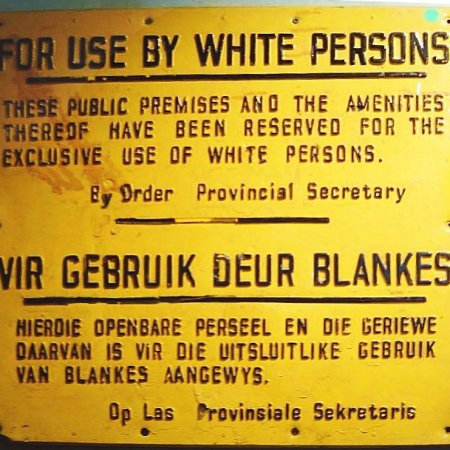 FOR USE BY WHITE PERSONS
THESE PUBLIC PREMISES AND THE AMENITIES
THEREOF HAVE BEEN RESERVED FOR THE
EXCLUSIVE USE OF WHITE PERSONS.
By Order Provincial Secretary
VIR GEBRUIK DEUR BLANKES
HIERDIE OPENBARE PERSEEL EN DIE GERIEWE
DAARVAN IS VIR DIE UITSLUITLIKE GEBRUIK
VAN BLANKES AANGEWYS.
Op Las Provinsiale Sekretaris